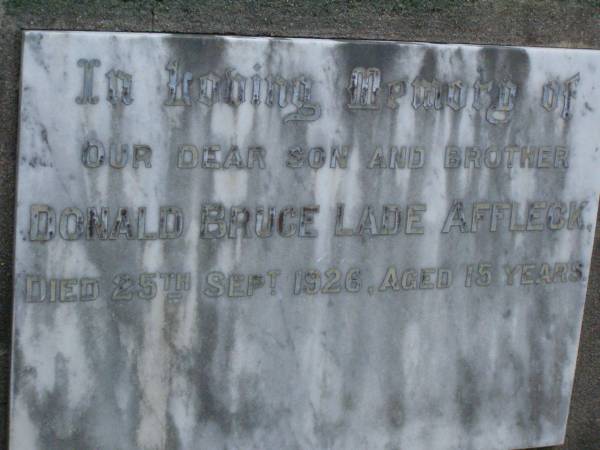 In Loving Memory of
OUR DEAR SON AND BROTHER
DONALD BRUCE LADE AFFLECK,
DIED 25TH SEPT 1926, AGED 15 YEARS